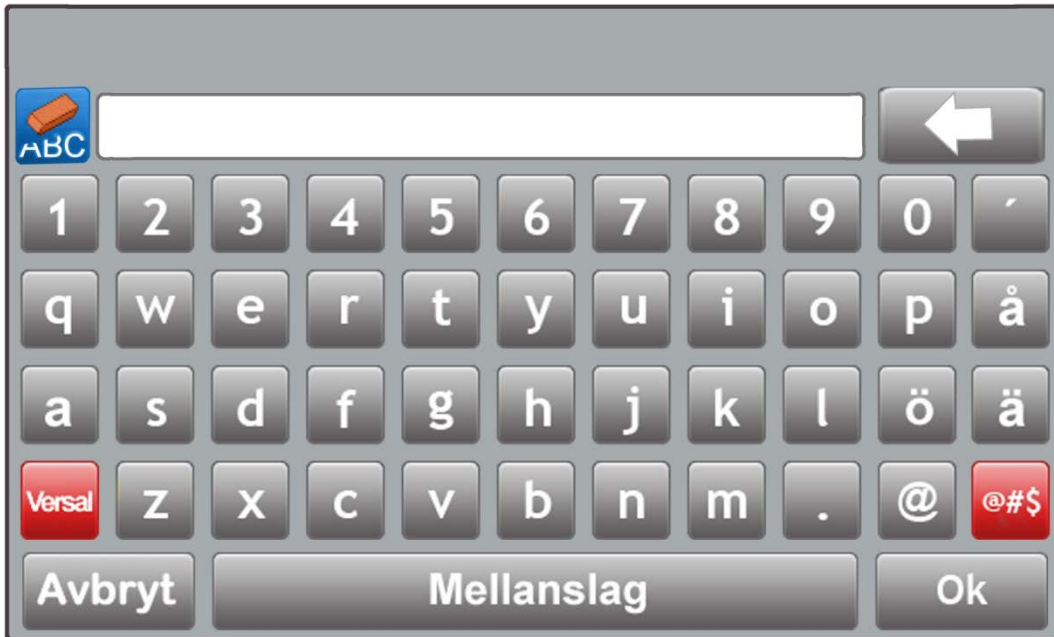 ABC
1 2 3 4 5 6 7 8 9 0 ´
q w e r t y u i o p å
a s d f g h j k l ö ä
Versal z x c v b n m . @ @#$
Avbryt Mellanslag Ok